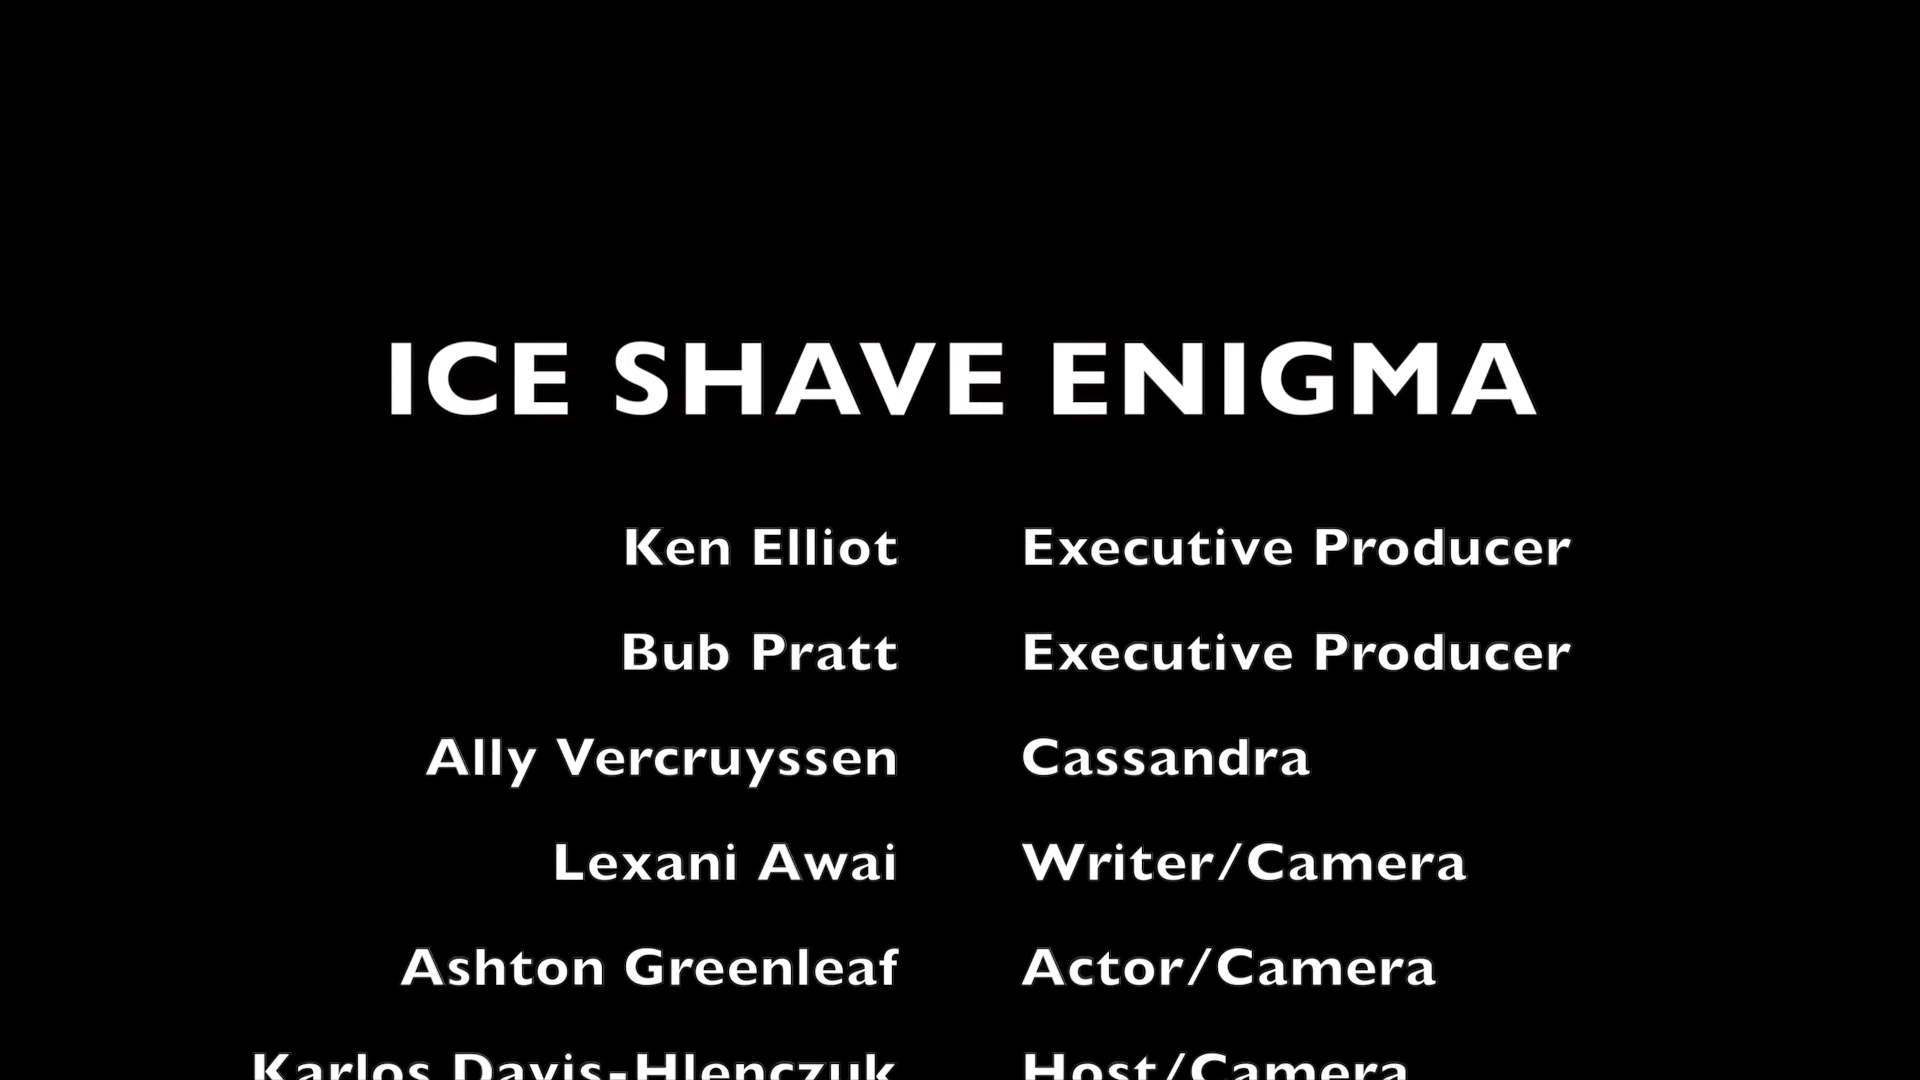 ICE SHAVE ENIGMA
Ken Elliot Executive Producer
Bub Pratt Executive Producer
Ally Vercruyssen Cassandra
Lexani Awai Writer/Camera
Ashton Greenleaf Actor/Camera
Karlos Davis-Hlenczuk Host/Camera